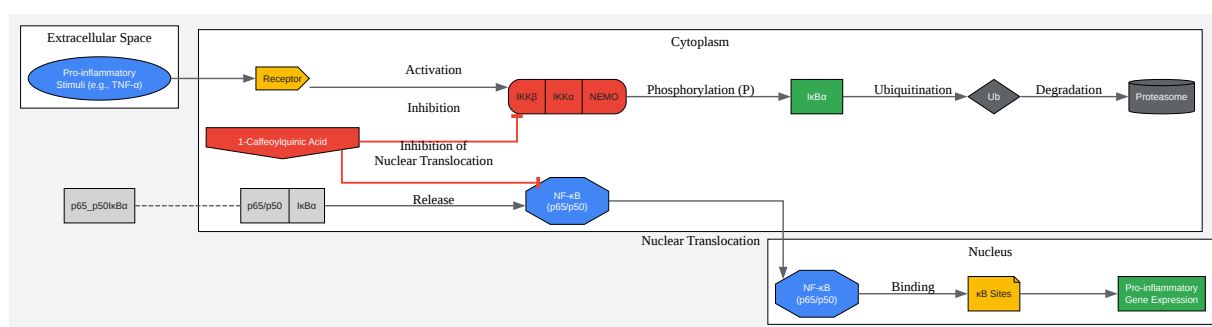 Extracellular Space
Cytoplasm
Pro-inflammatory
Stimuli (e.g., TNF-α)
Receptor
Activation
IKKβ
IKKα
NEMO
Phosphorylation (P)
IκBα
Ubiquitination
Ub
Degradation
Proteasome
Inhibition
1-Caffeoylquinic Acid
Inhibition of
Nuclear Translocation
p65_p50IκBα
p65/p50
IκBα
Release
NF-κB
(p65/p50)
Nuclear Translocation
Nucleus
NF-κB
(p65/p50)
Binding
κB Sites
Pro-inflammatory
Gene Expression